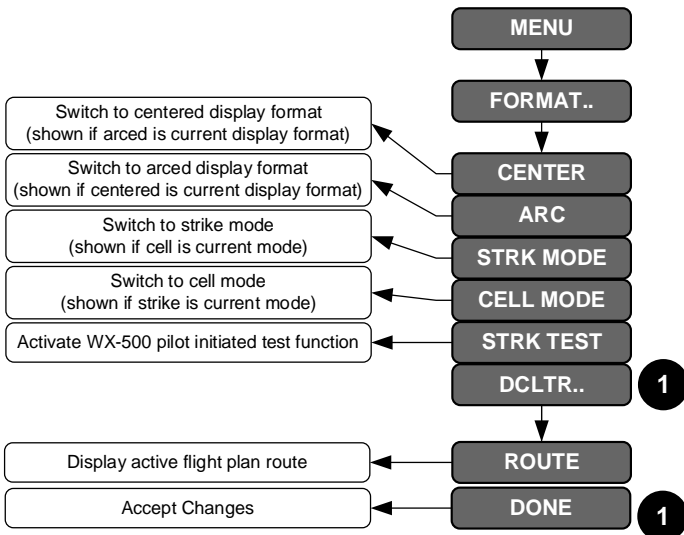 MENU
FORMAT..
Switch to centered display format
(shown if arced is current display format)
CENTER
Switch to arced display format
(shown if centered is current display format)
ARC
Switch to strike mode
(shown if cell is current mode)
STRK MODE
Switch to cell mode
(shown if strike is current mode)
CELL MODE
Activate WX-500 pilot initiated test function
STRK TEST
DCLTR..
1
Display active flight plan route
ROUTE
Accept Changes
DONE
1